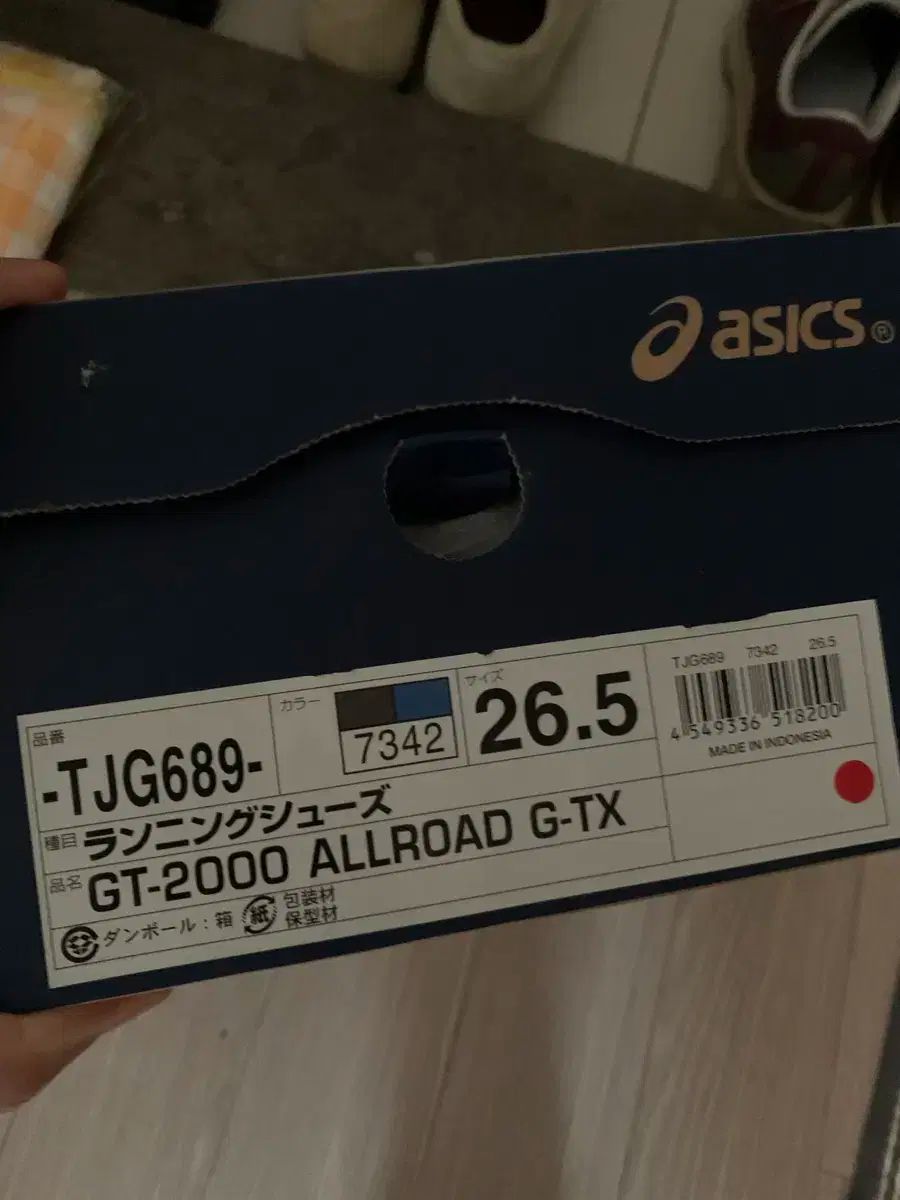 asics®
品番
-TJG689-
カラー
7342
サイズ
26.5
TJG689 7342 26.5
4 549336 518200
MADE IN INDONESIA
種目 ランニングシューズ
品名 GT-2000 ALLROAD G-TX
ダンボール：箱 紙 包装材
保型材